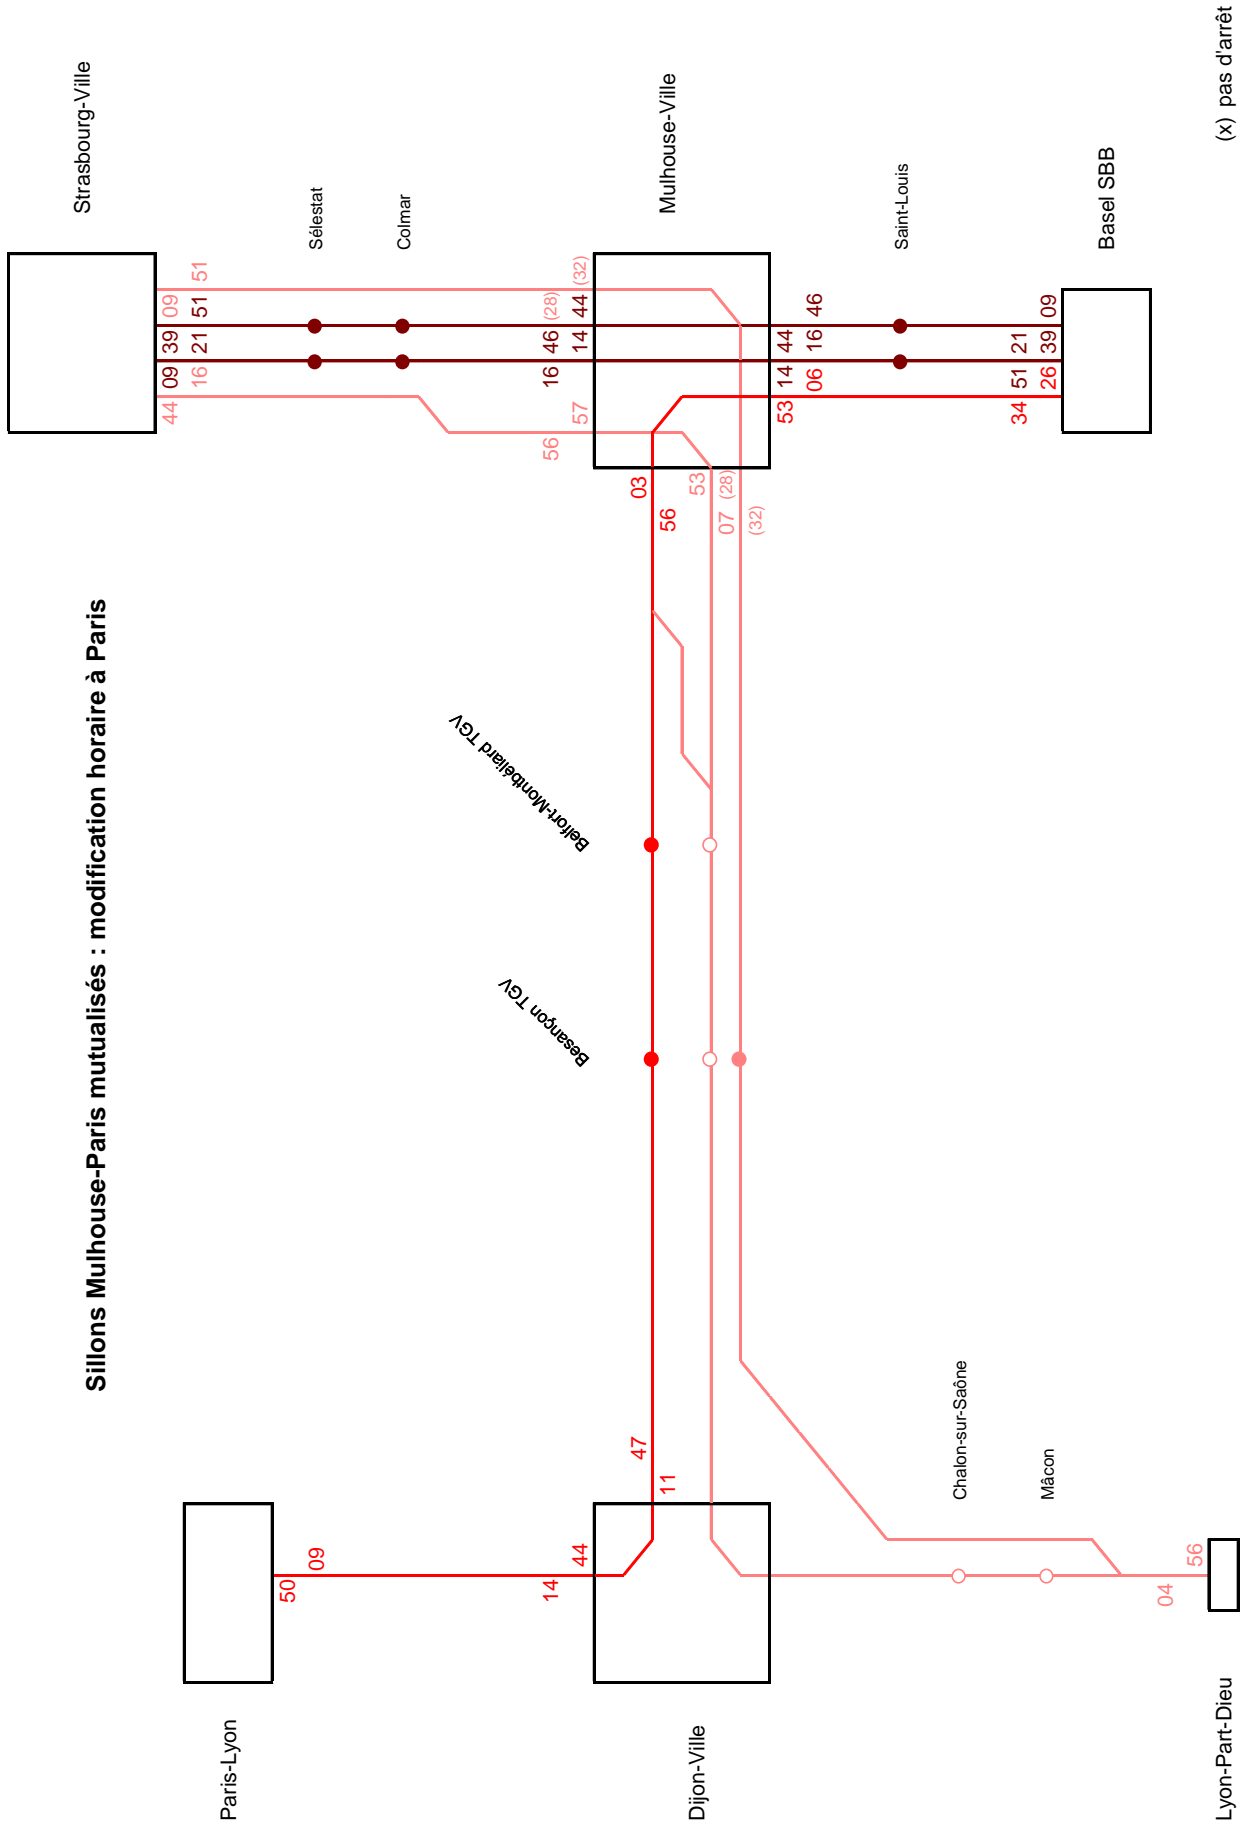 Strasbourg-Ville
Sillons Mulhouse-Paris mutualisés : modification horaire à Paris
44 09 39 09
16 21 51 51
Paris-Lyon
50
09
Sélestat
Colmar
Besançon TGV
Belfort-Montbéliard TGV
14
56 16 46 (28)
44
57 14 44 (32)
47
03
11
56
Mulhouse-Ville
Dijon-Ville
53
07 (28)
(32)
53 14 44
06 16 46
Saint-Louis
Chalon-sur-Saône
34 51 21
Mâcon
26 39 09
Basel SBB
04
56
Lyon-Part-Dieu
(x) pas d'arrêt